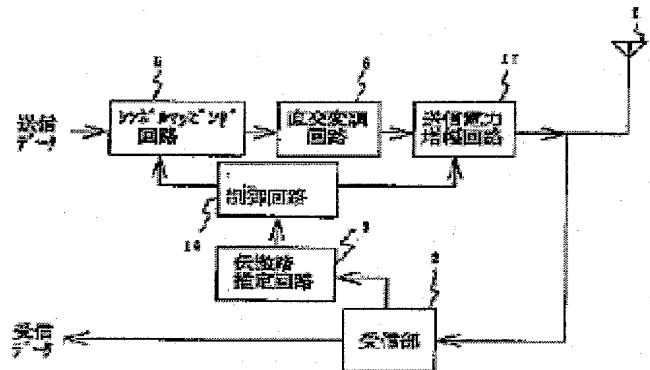 送信
データ
シンボルマッピング
回路
直交変調
回路
送信電力
増幅回路
制御回路
伝搬路
推定回路
受信部
受信
データ